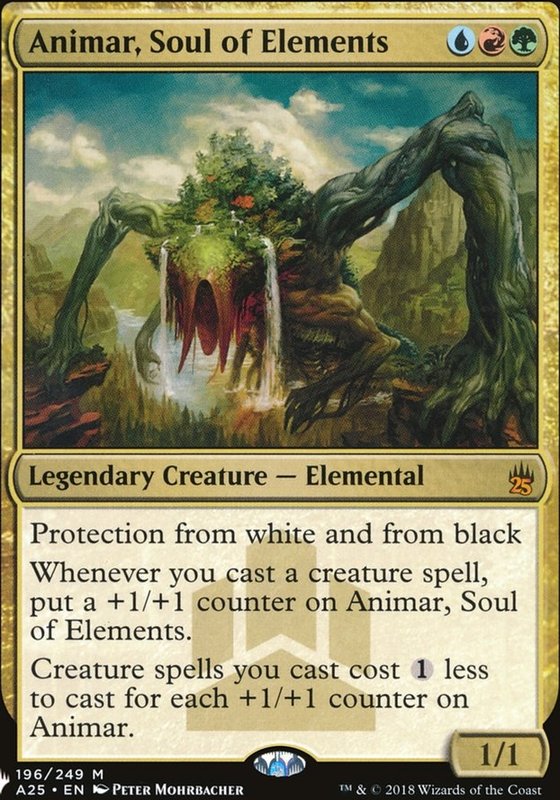 Animar, Soul of Elements
Legendary Creature — Elemental
25
Protection from white and from black
Whenever you cast a creature spell,
put a +1/+1 counter on Animar, Soul
of Elements.
Creature spells you cast cost 1 less
to cast for each +1/+1 counter on
Animar.
1/1
196/249 M
A25 • EN Peter Mohrbacher
™ & © 2018 Wizards of the Coast